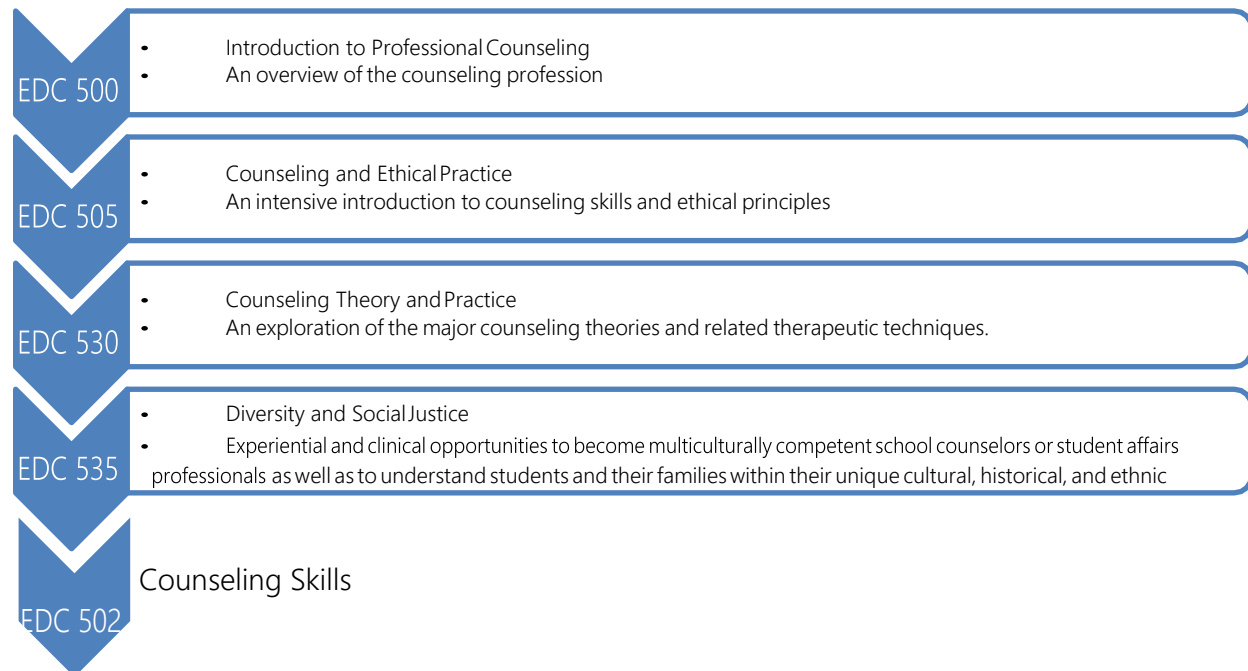 EDC 500
• Introduction to Professional Counseling
• An overview of the counseling profession
EDC 505
• Counseling and Ethical Practice
• An intensive introduction to counseling skills and ethical principles
EDC 530
• Counseling Theory and Practice
• An exploration of the major counseling theories and related therapeutic techniques.
EDC 535
• Diversity and Social Justice
• Experiential and clinical opportunities to become multiculturally competent school counselors or student affairs
professionals as well as to understand students and their families within their unique cultural, historical, and ethnic
EDC 502
Counseling Skills